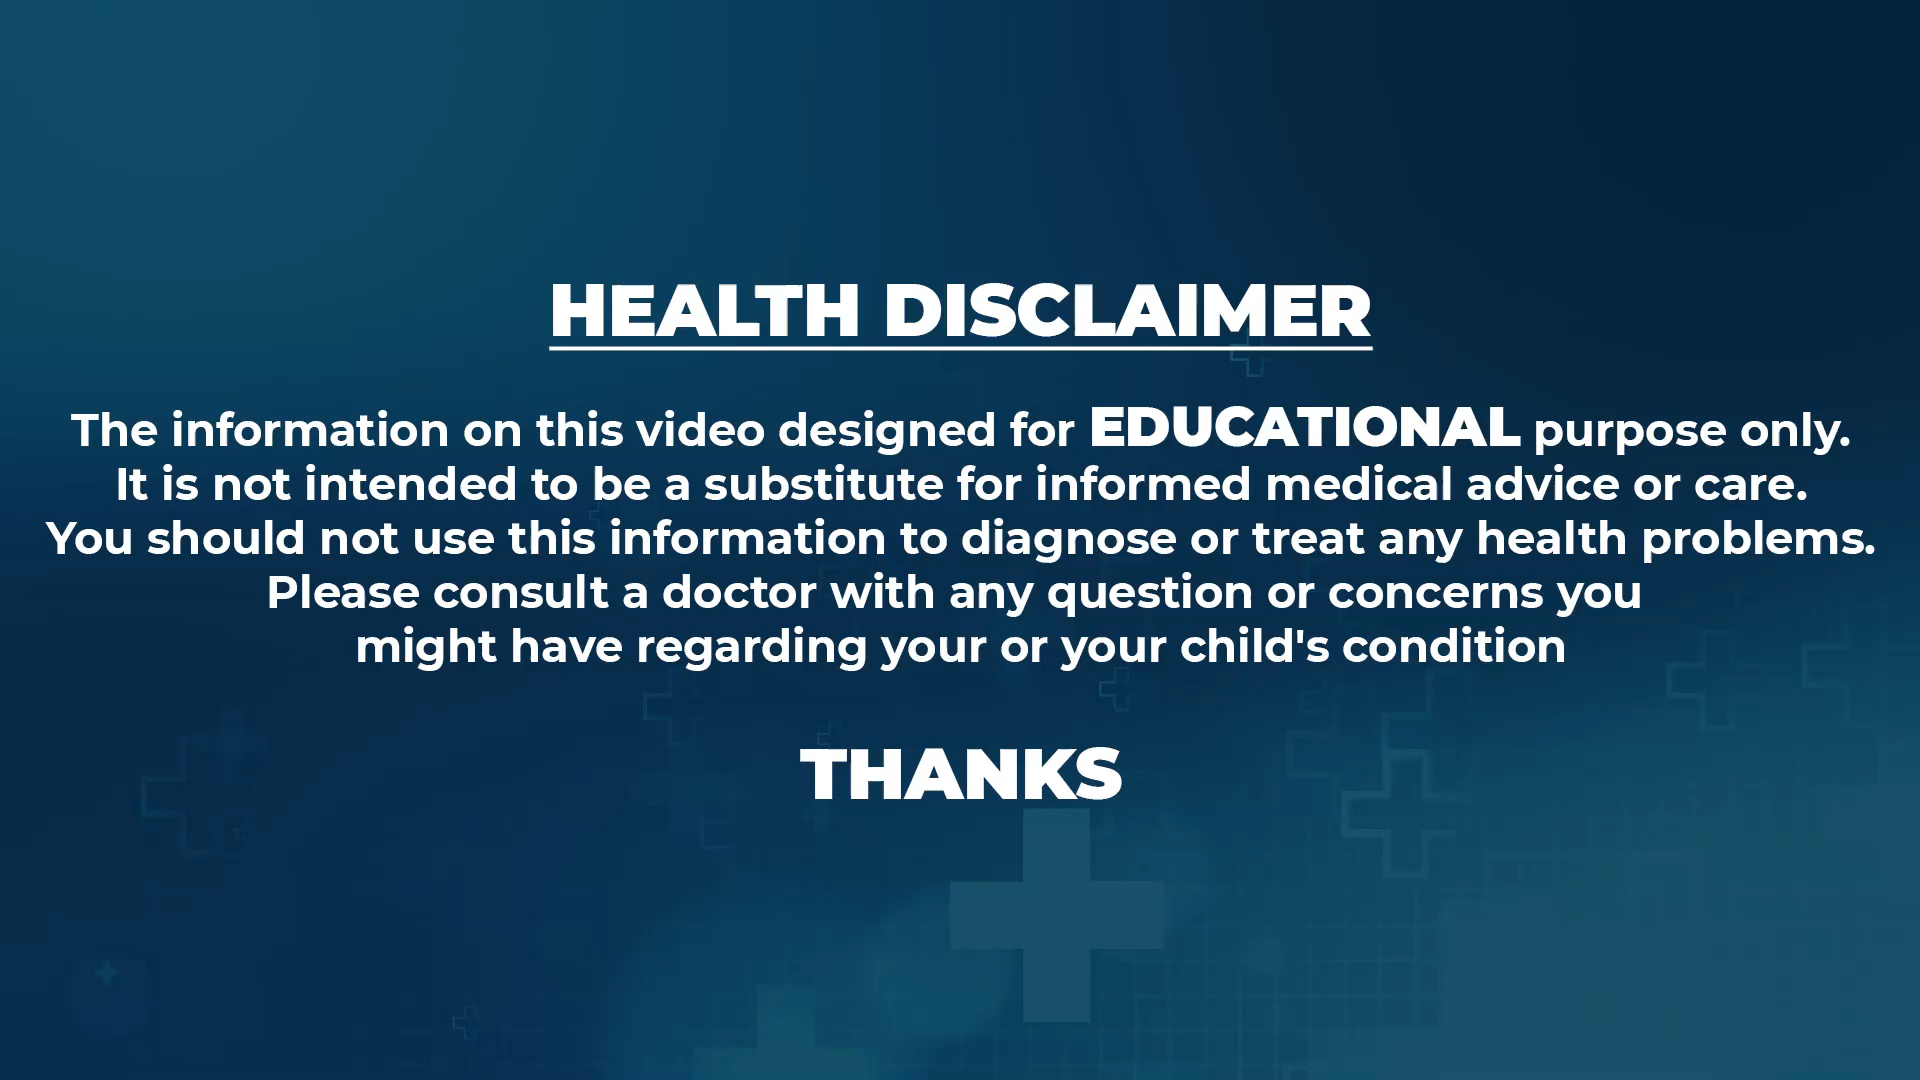 HEALTH DISCLAIMER
The information on this video designed for EDUCATIONAL purpose only.
It is not intended to be a substitute for informed medical advice or care.
You should not use this information to diagnose or treat any health problems.
Please consult a doctor with any question or concerns you
might have regarding your or your child's condition
THANKS